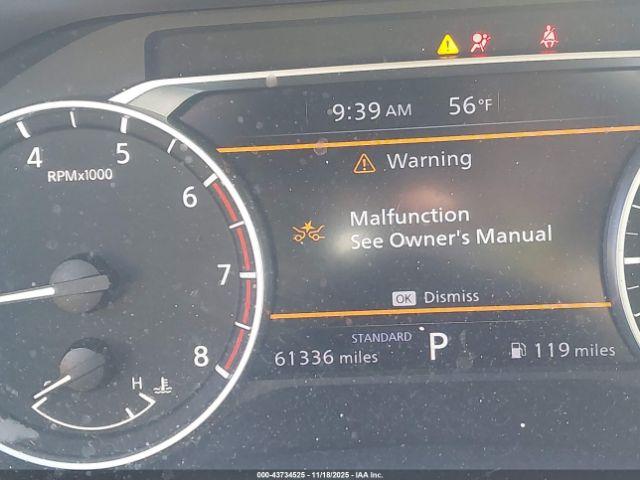 9:39 AM 56°F
Warning
4 5 6 7 8
RPMx1000
Malfunction
See Owner's Manual
OK Dismiss
STANDARD
61336 miles P 119 miles
C H
000-43734525 - 11/18/2025 - IAA Inc.